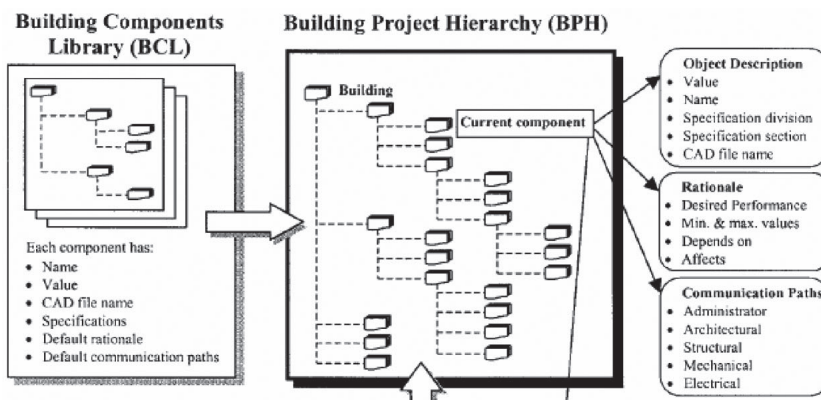 Building Components
Library (BCL)
Each component has:
• Name
• Value
• CAD file name
• Specifications
• Default rationale
• Default communication paths
Building Project Hierarchy (BPH)
Building
Current component
Object Description
• Value
• Name
• Specification division
• Specification section
• CAD file name
Rationale
• Desired Performance
• Min. & max. values
• Depends on
• Affects
Communication Paths
• Administrator
• Architectural
• Structural
• Mechanical
• Electrical